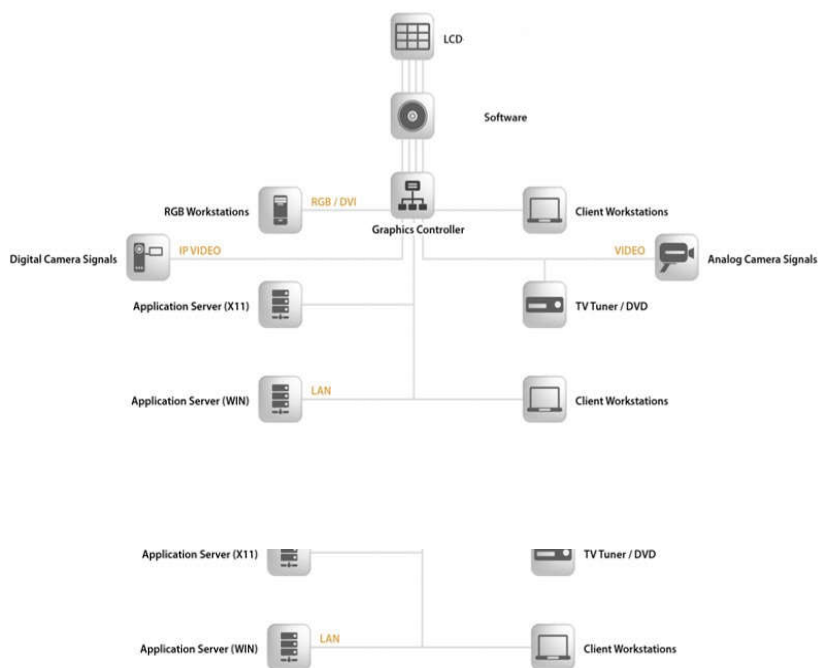 LCD
Software
RGB Workstations
RGB / DVI
Client Workstations
Graphics Controller
Digital Camera Signals
IP VIDEO
VIDEO
Analog Camera Signals
Application Server (X11)
TV Tuner / DVD
Application Server (WIN)
LAN
Client Workstations
Application Server (X11)
TV Tuner / DVD
Application Server (WIN)
LAN
Client Workstations